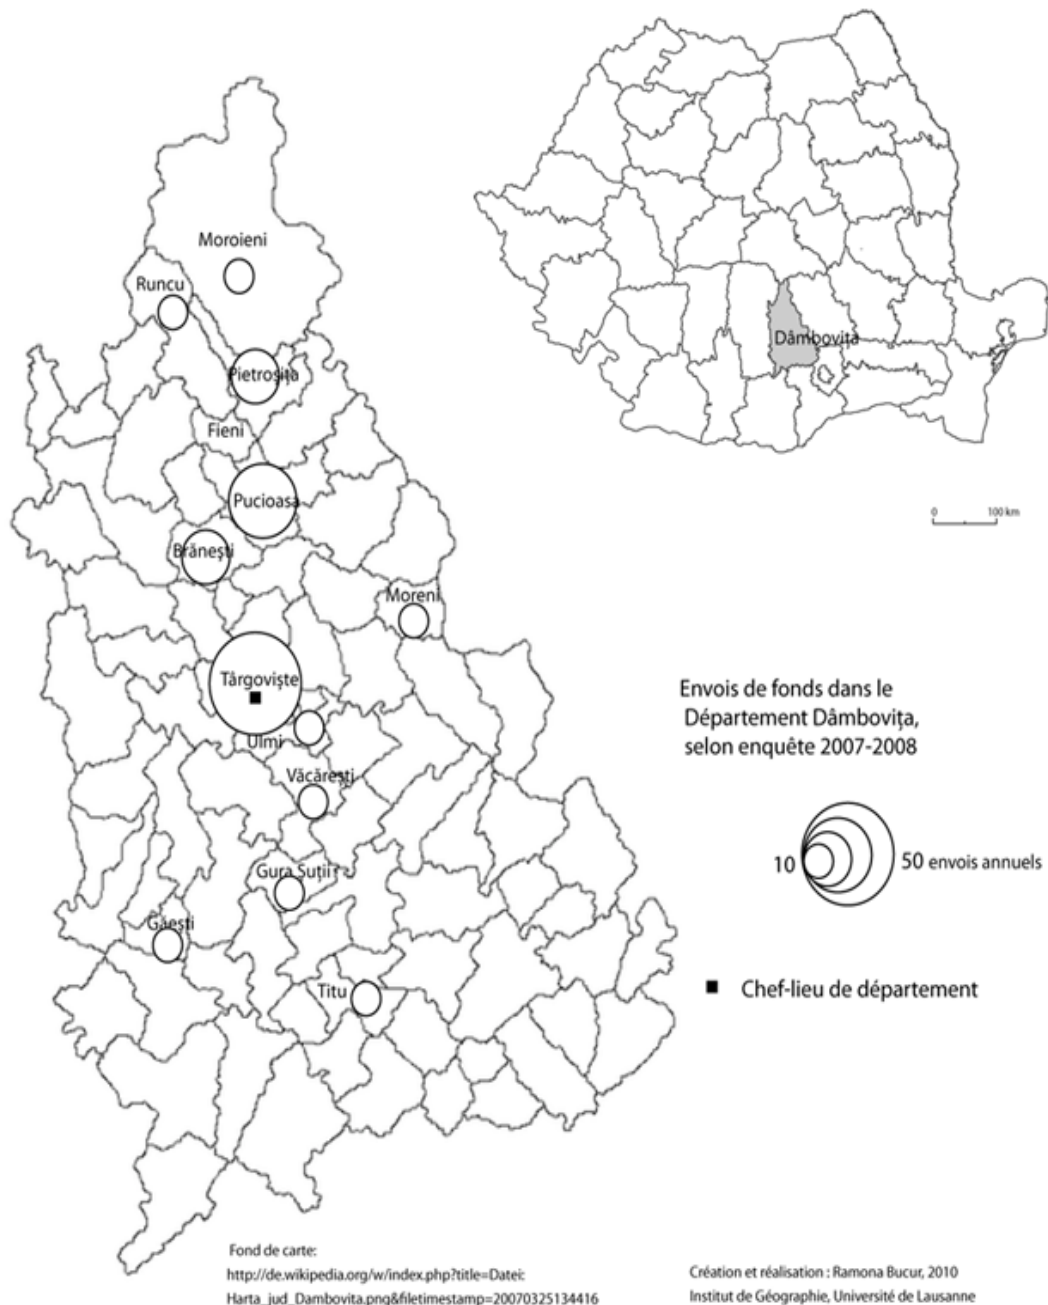 Moroieni
Runcu
Pietroșița
Fieni
Pucioasa
Brănești
Moreni
Târgoviște
Ulmi
Văcărești
Gura Șuții
Găești
Titu
Dâmbovița
0 100 km
Envois de fonds dans le
Département Dâmbovița,
selon enquête 2007-2008
10
50 envois annuels
Chef-lieu de département
Fond de carte:
http://de.wikipedia.org/w/index.php?title=Datei:
Harta_jud_Dambovita.png&filetimestamp=20070325134416
Création et réalisation : Ramona Bucur, 2010
Institut de Géographie, Université de Lausanne